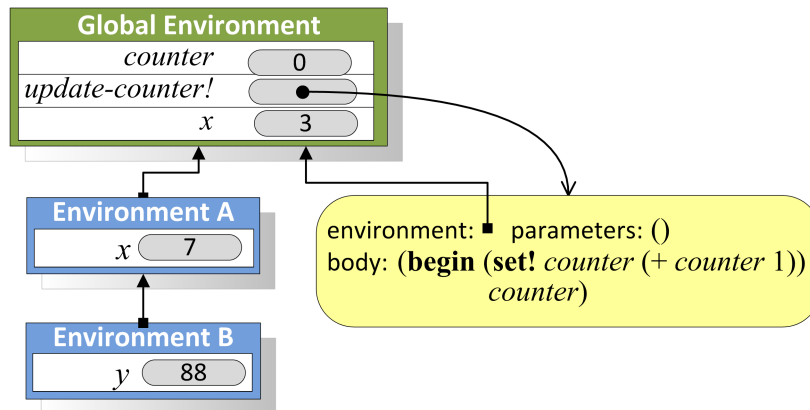 Global Environment
counter 0
update-counter!
x 3
Environment A
x 7
environment: parameters: ()
body: (begin (set! counter (+ counter 1))
counter)
Environment B
y 88